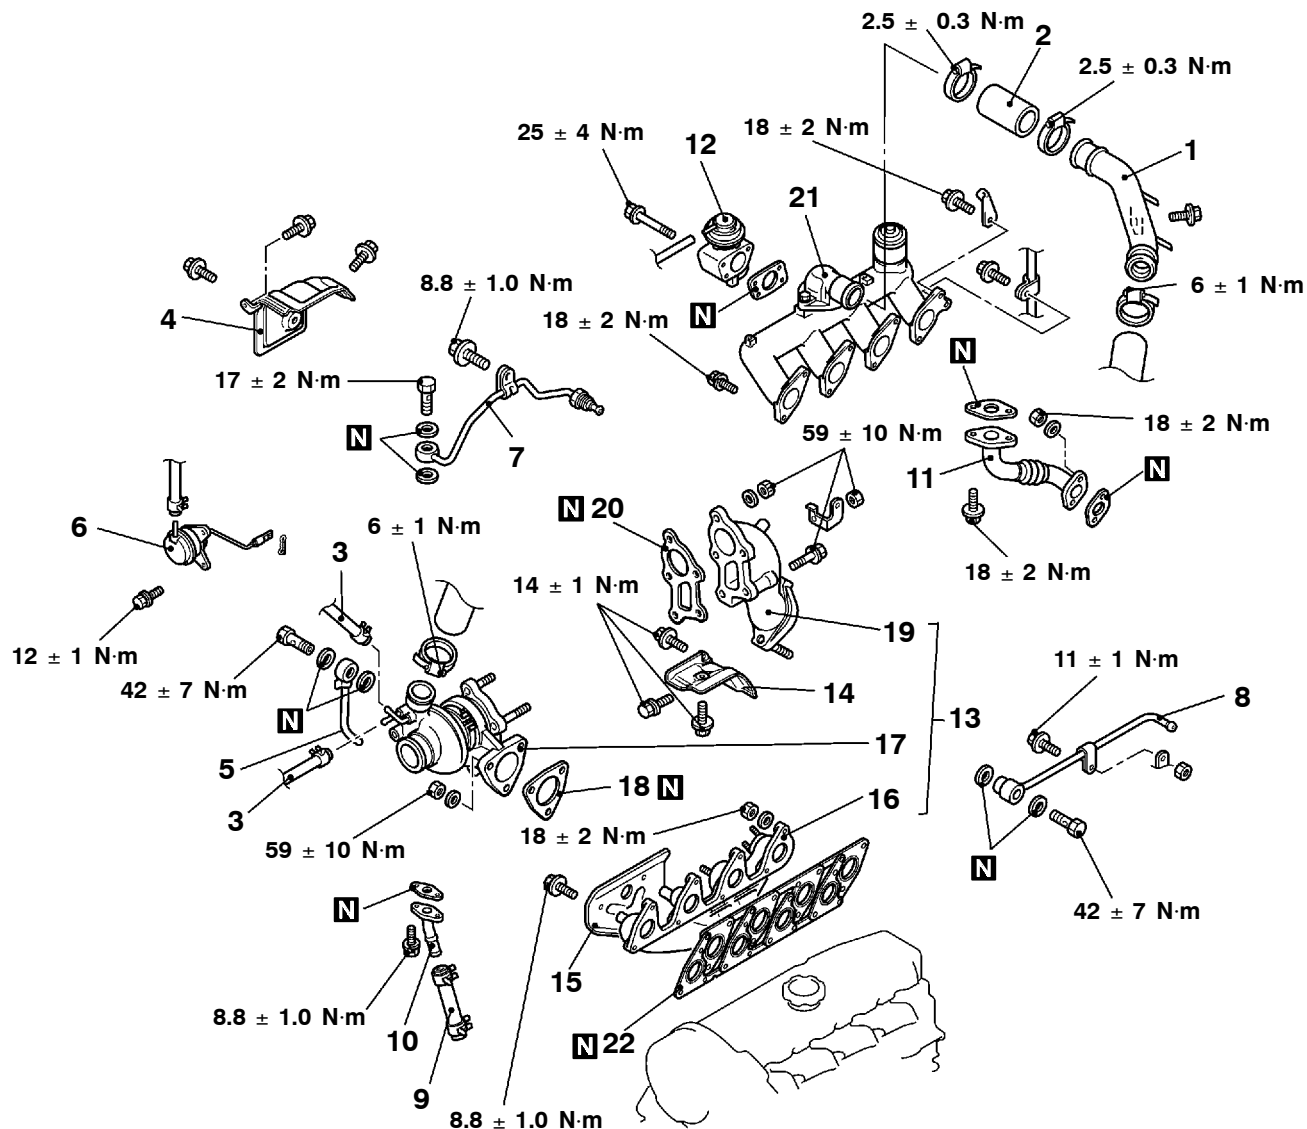 2.5 ± 0.3 N·m
2
2.5 ± 0.3 N·m
25 ± 4 N·m
12
18 ± 2 N·m
1
21
8.8 ± 1.0 N·m
6 ± 1 N·m
4
18 ± 2 N·m
N
N
17 ± 2 N·m
N
7
59 ± 10 N·m
18 ± 2 N·m
11
N
N 20
6
6 ± 1 N·m
3
14 ± 1 N·m
18 ± 2 N·m
19
12 ± 1 N·m
42 ± 7 N·m
11 ± 1 N·m
14
8
N
13
17
5
18 N
3
16
18 ± 2 N·m
59 ± 10 N·m
N
N
42 ± 7 N·m
15
8.8 ± 1.0 N·m
10
N 22
9
8.8 ± 1.0 N·m